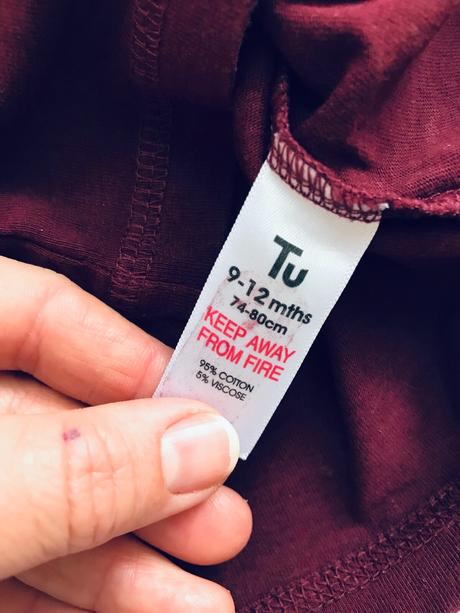 Tu
9-12 mths
74-80cm
KEEP AWAY
FROM FIRE
95% COTTON
5% VISCOSE